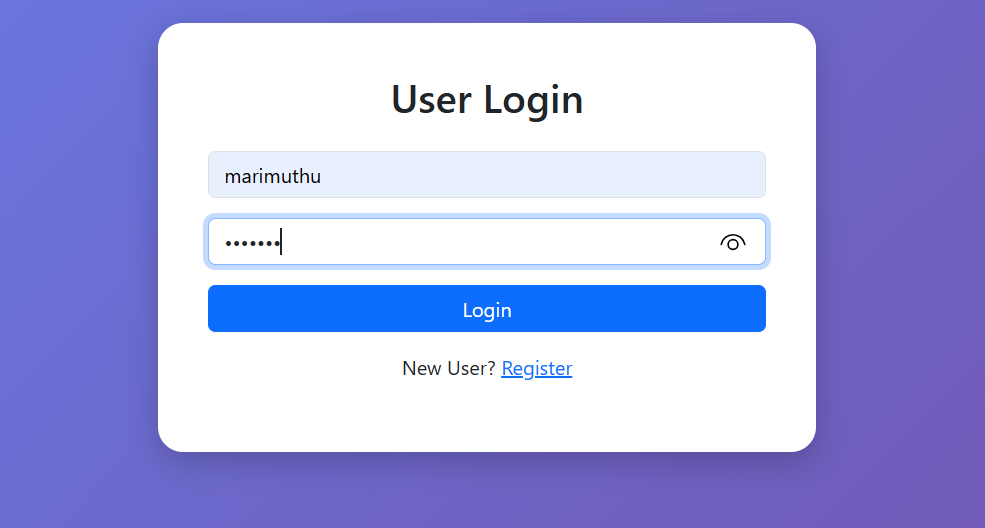 User Login
marimuthu
•••••••
Login
New User? Register